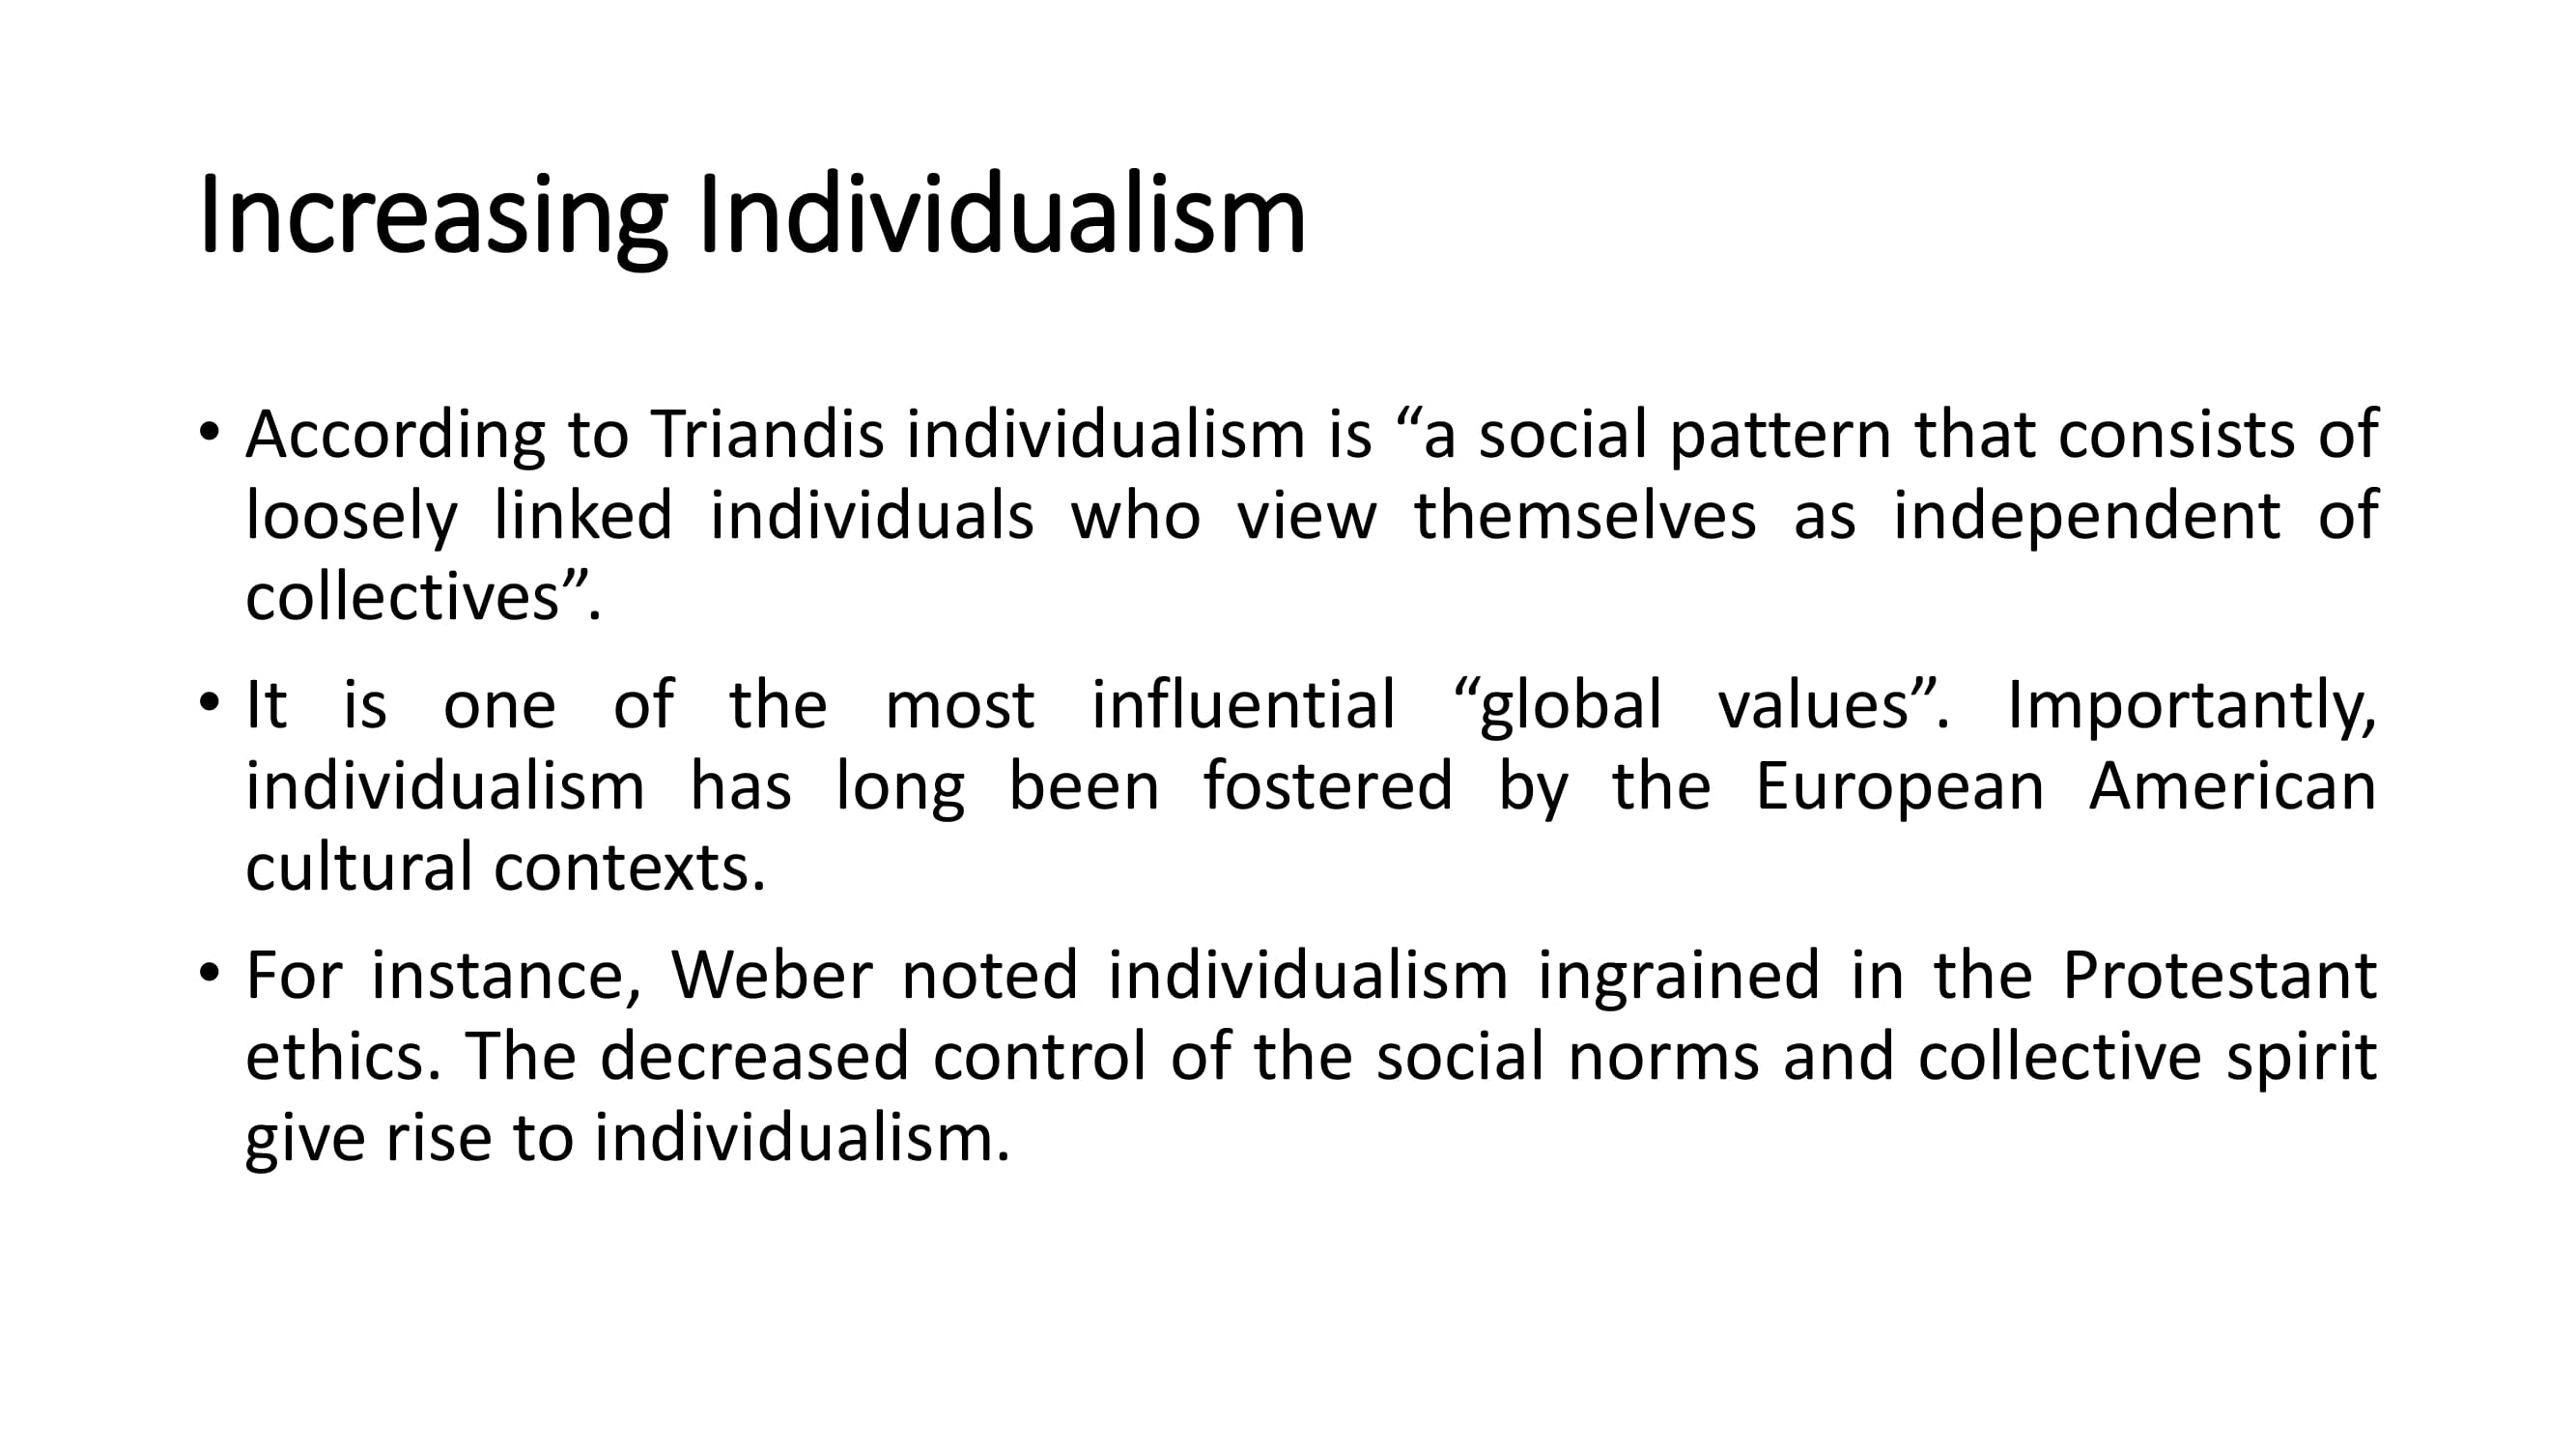 Increasing Individualism
• According to Triandis individualism is “a social pattern that consists of
loosely linked individuals who view themselves as independent of
collectives”.
• It is one of the most influential “global values”. Importantly,
individualism has long been fostered by the European American
cultural contexts.
• For instance, Weber noted individualism ingrained in the Protestant
ethics. The decreased control of the social norms and collective spirit
give rise to individualism.